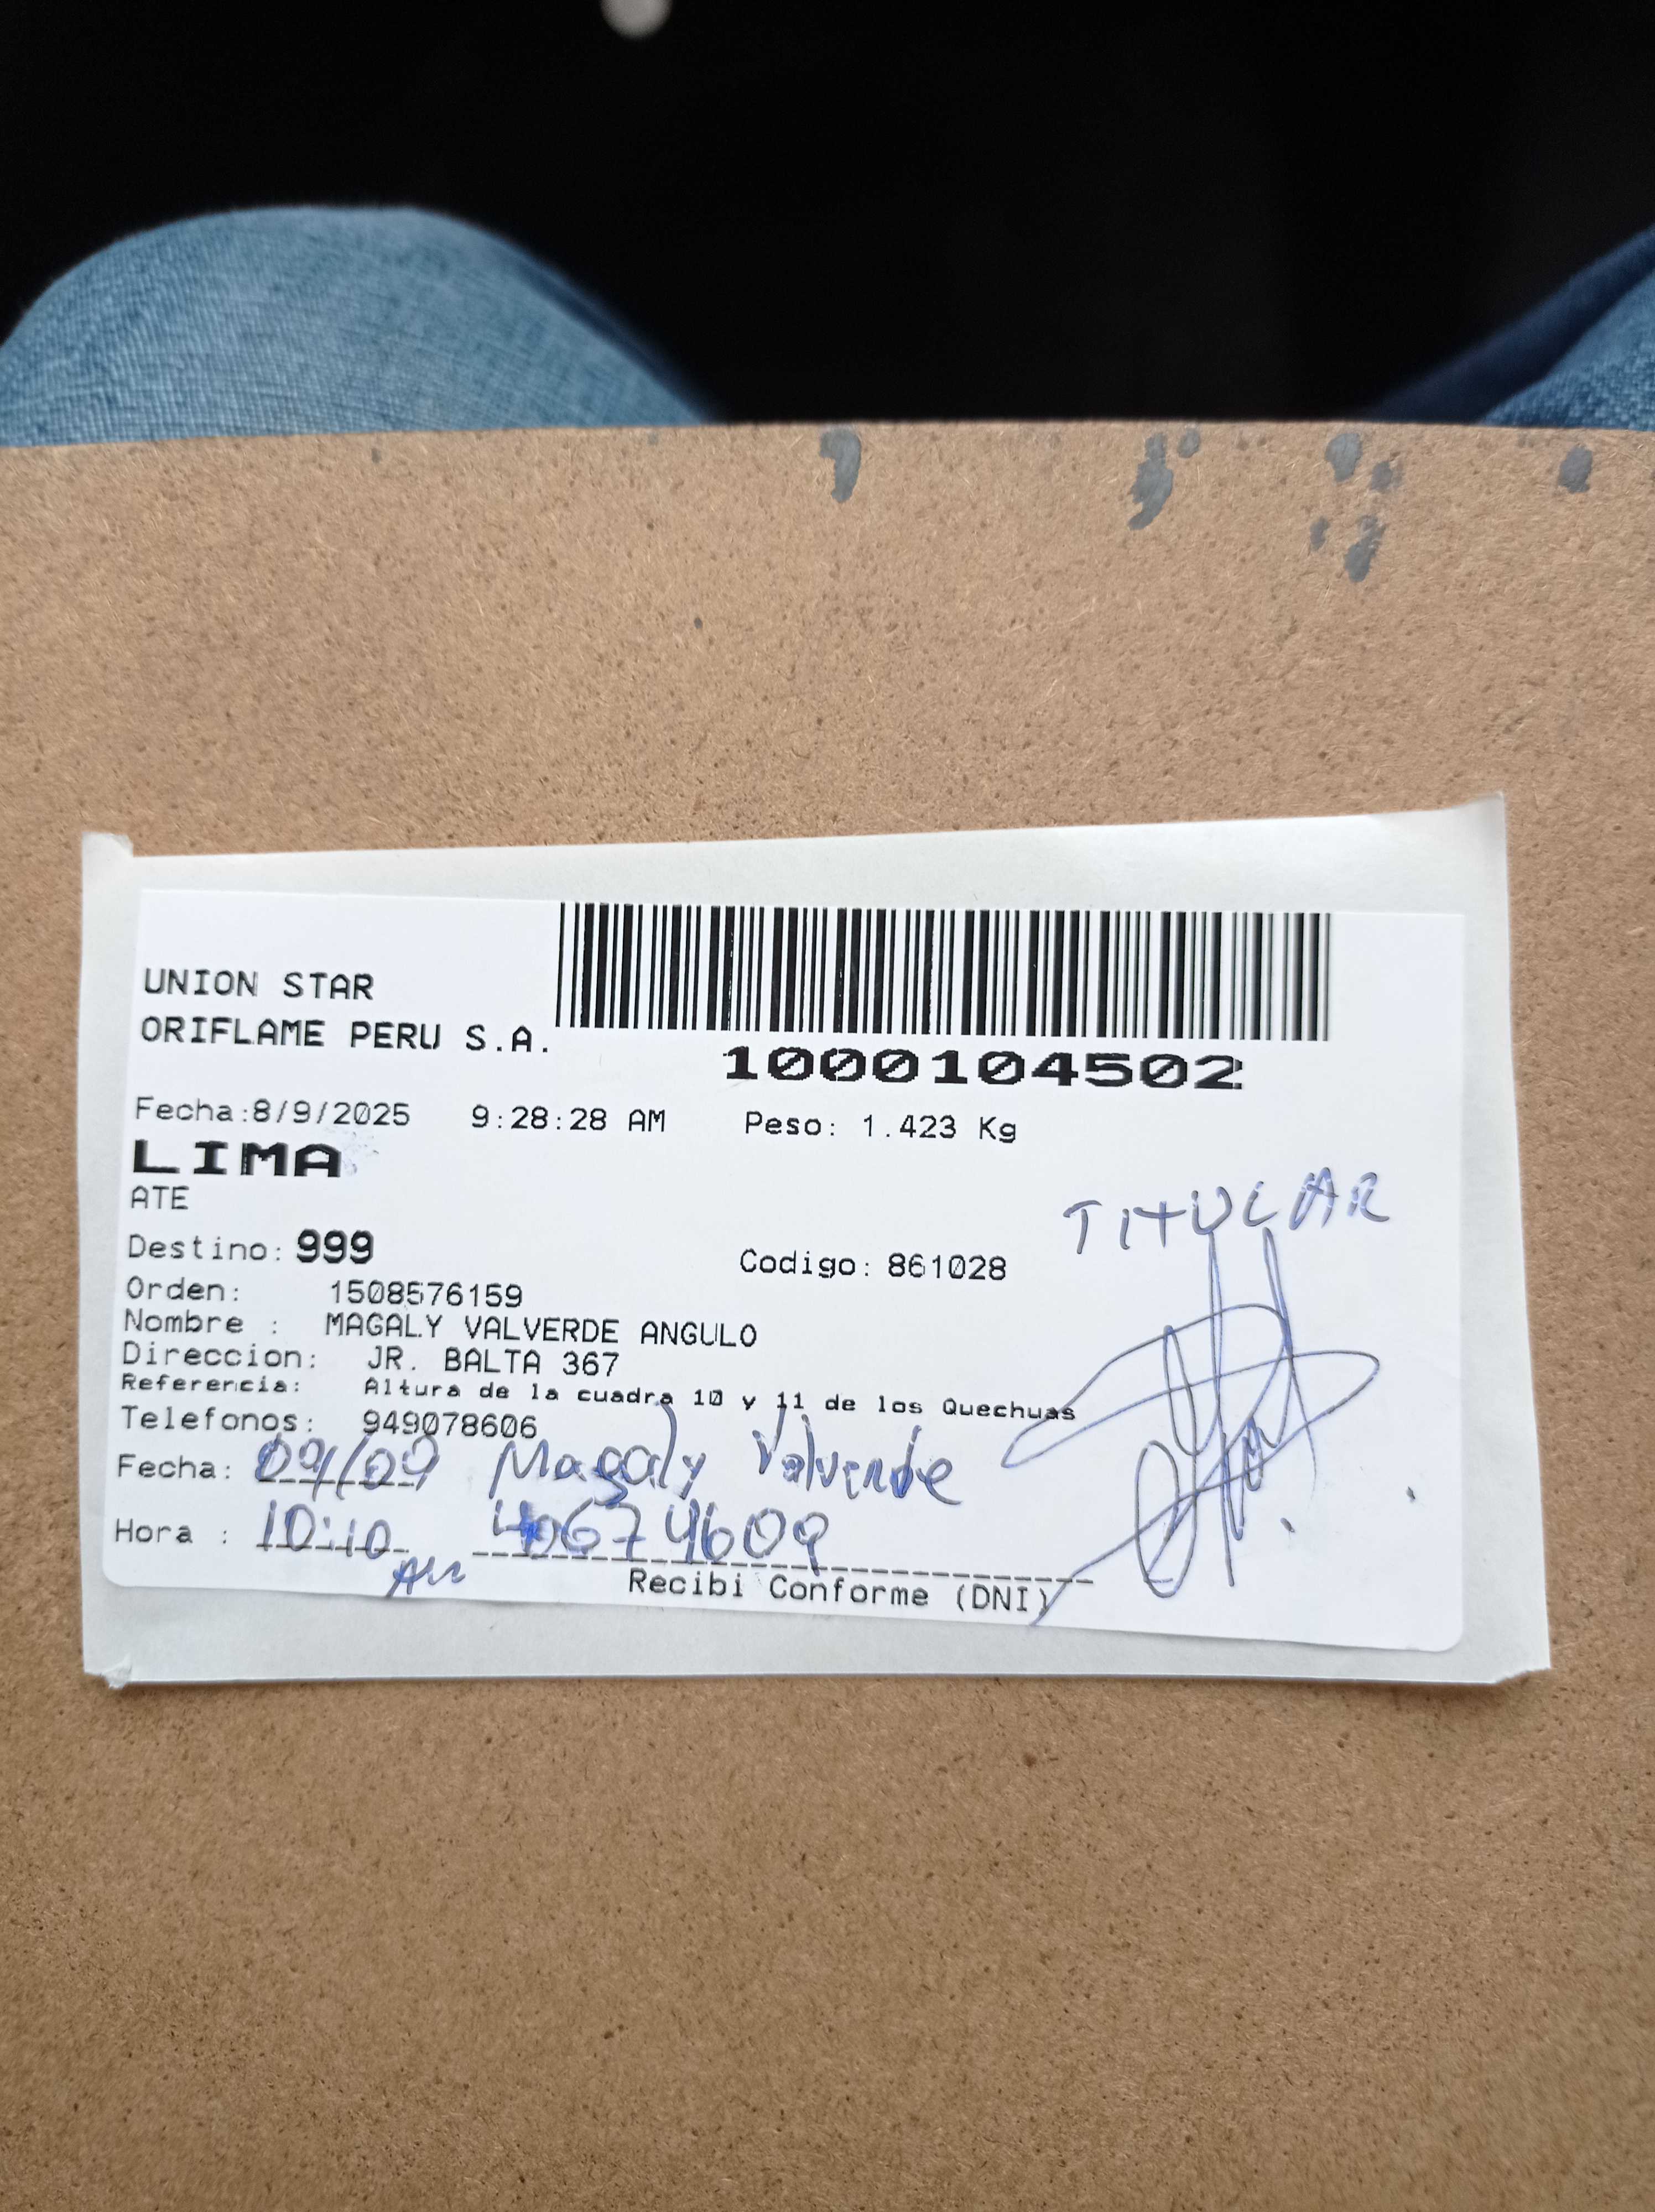 UNION STAR
ORIFLAME PERU S.A.
1000104502
Fecha:8/9/2025 9:28:28 AM Peso: 1.423 Kg
LIMA
ATE
TITULAR
Destino: 999 Codigo: 861028
Orden: 1508576159
Nombre : MAGALY VALVERDE ANGULO
Direccion: JR. BALTA 367
Referencia: Altura de la cuadra 10 y 11 de los Quechuas
Telefonos: 949078606
Fecha: 09/09 Magaly Valverde
Hora : 10:10 AM 40674609
Recibi Conforme (DNI)